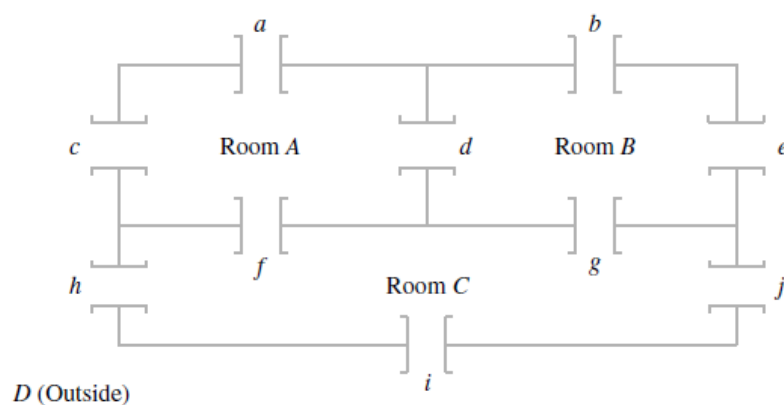 a b
c Room A d Room B e
f g
h Room C j
i
D (Outside)